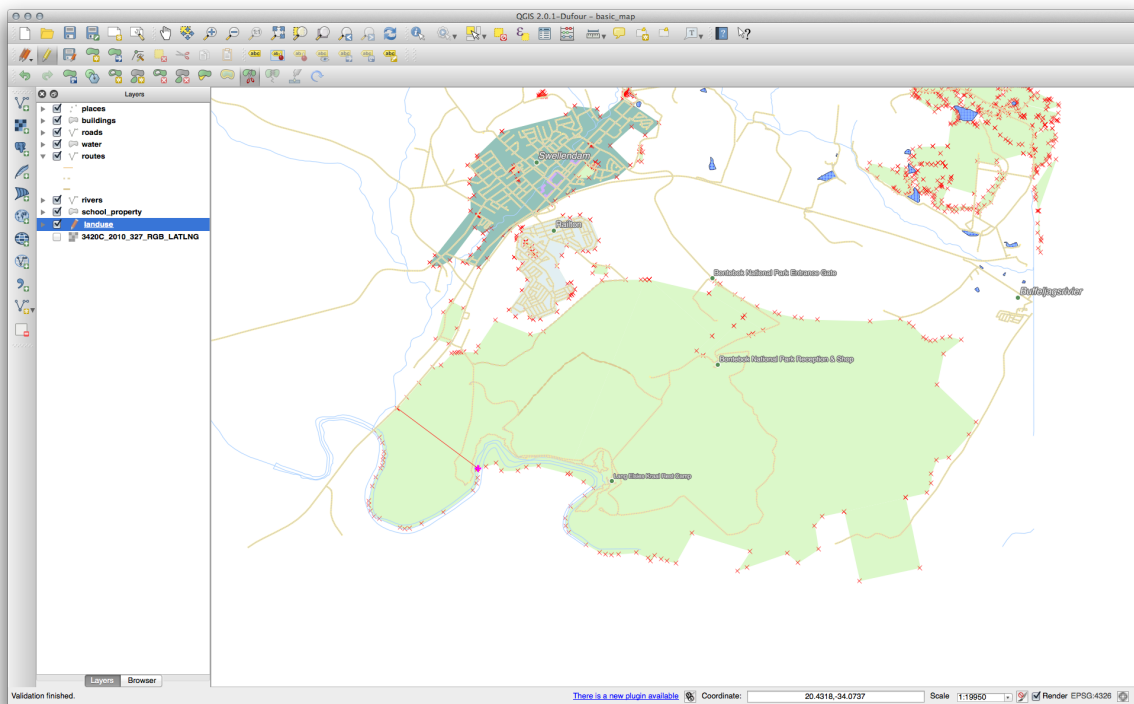 QGIS 2.0.1-Dufour - basic_map
Layers
places
buildings
roads
water
routes
rivers
school_property
landuse
3420C_2010_327_RGB_LATLNG
Swellendam
Railton
Bontebok National Park Entrance Gate
Buffeljagsrivier
Bontebok National Park Reception & Shop
Lang Elsies Kraal Rest Camp
Layers
Browser
Validation finished.
There is a new plugin available
Coordinate:
20.4318,-34.0737
Scale
1:19950
Render
EPSG:4326